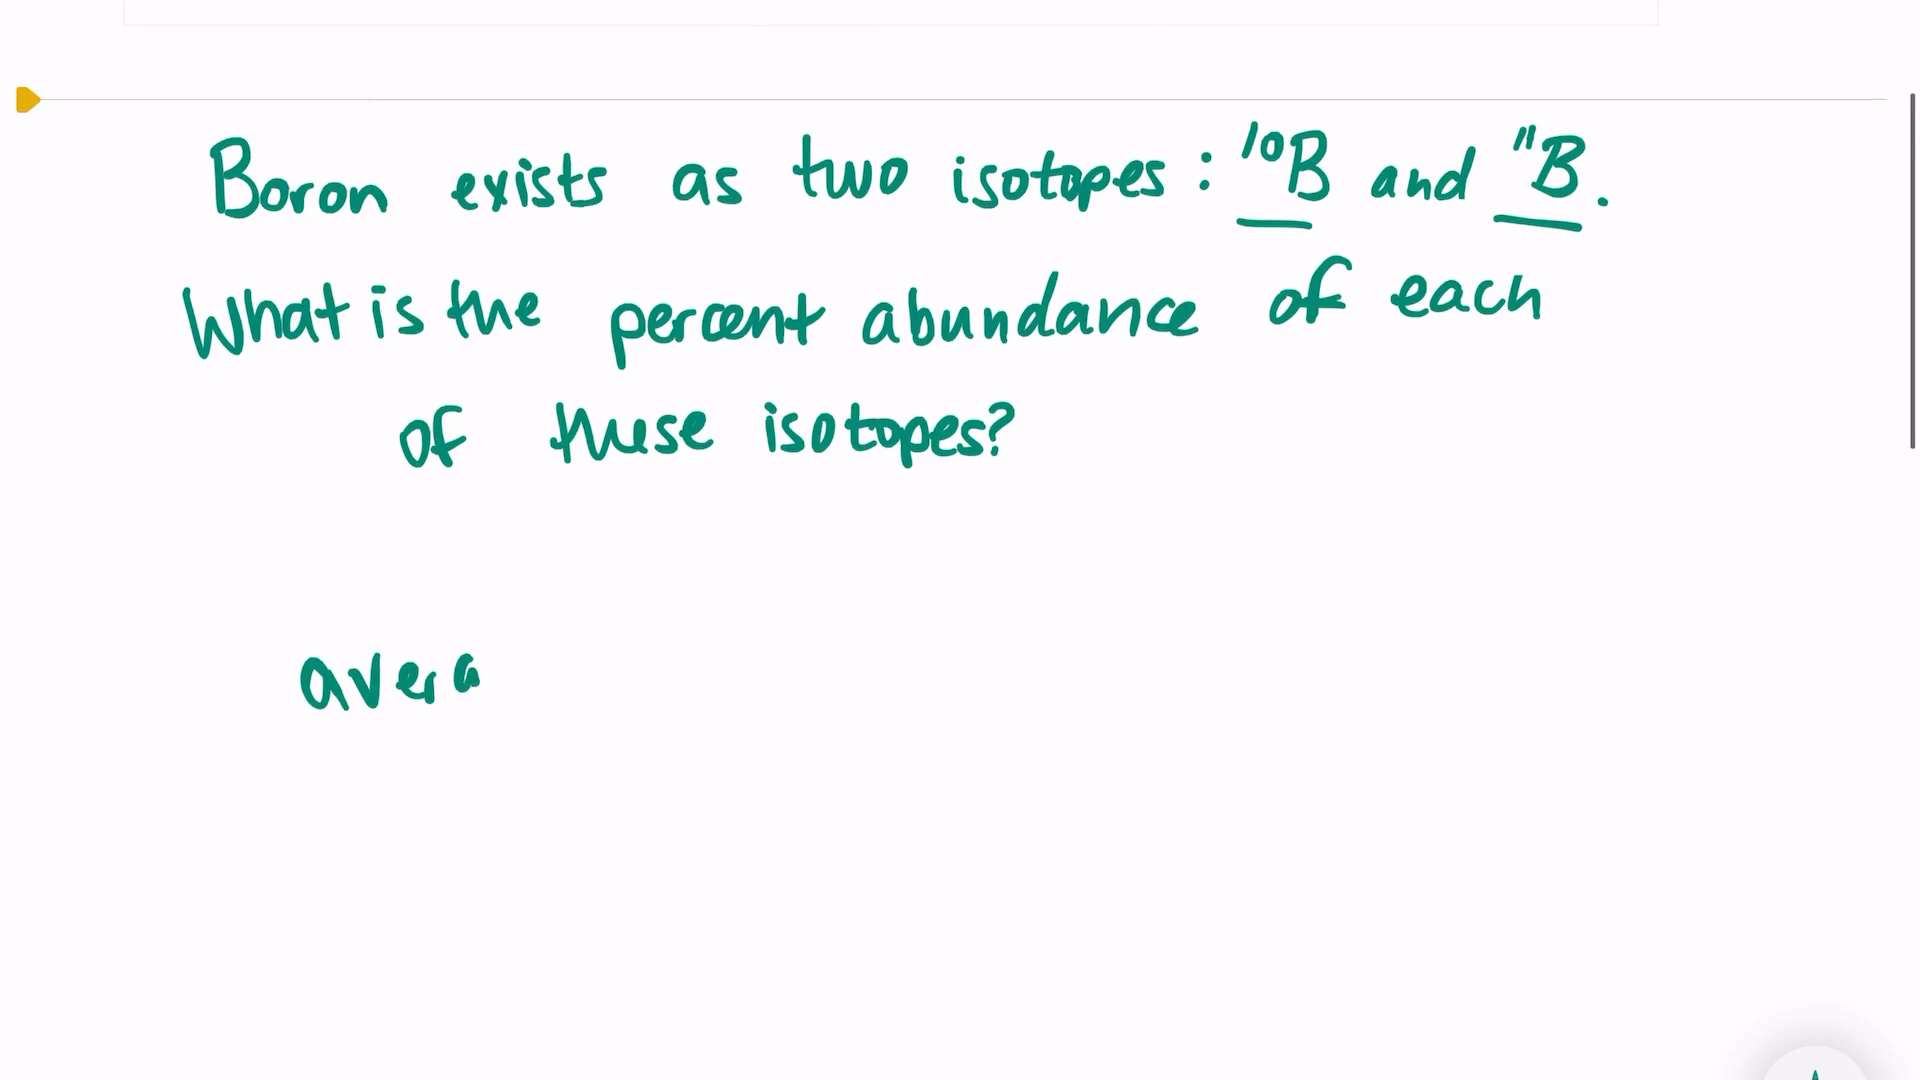 Boron exists as two isotopes: ¹⁰B and ¹¹B.
What is the percent abundance of each
of these isotopes?
avera